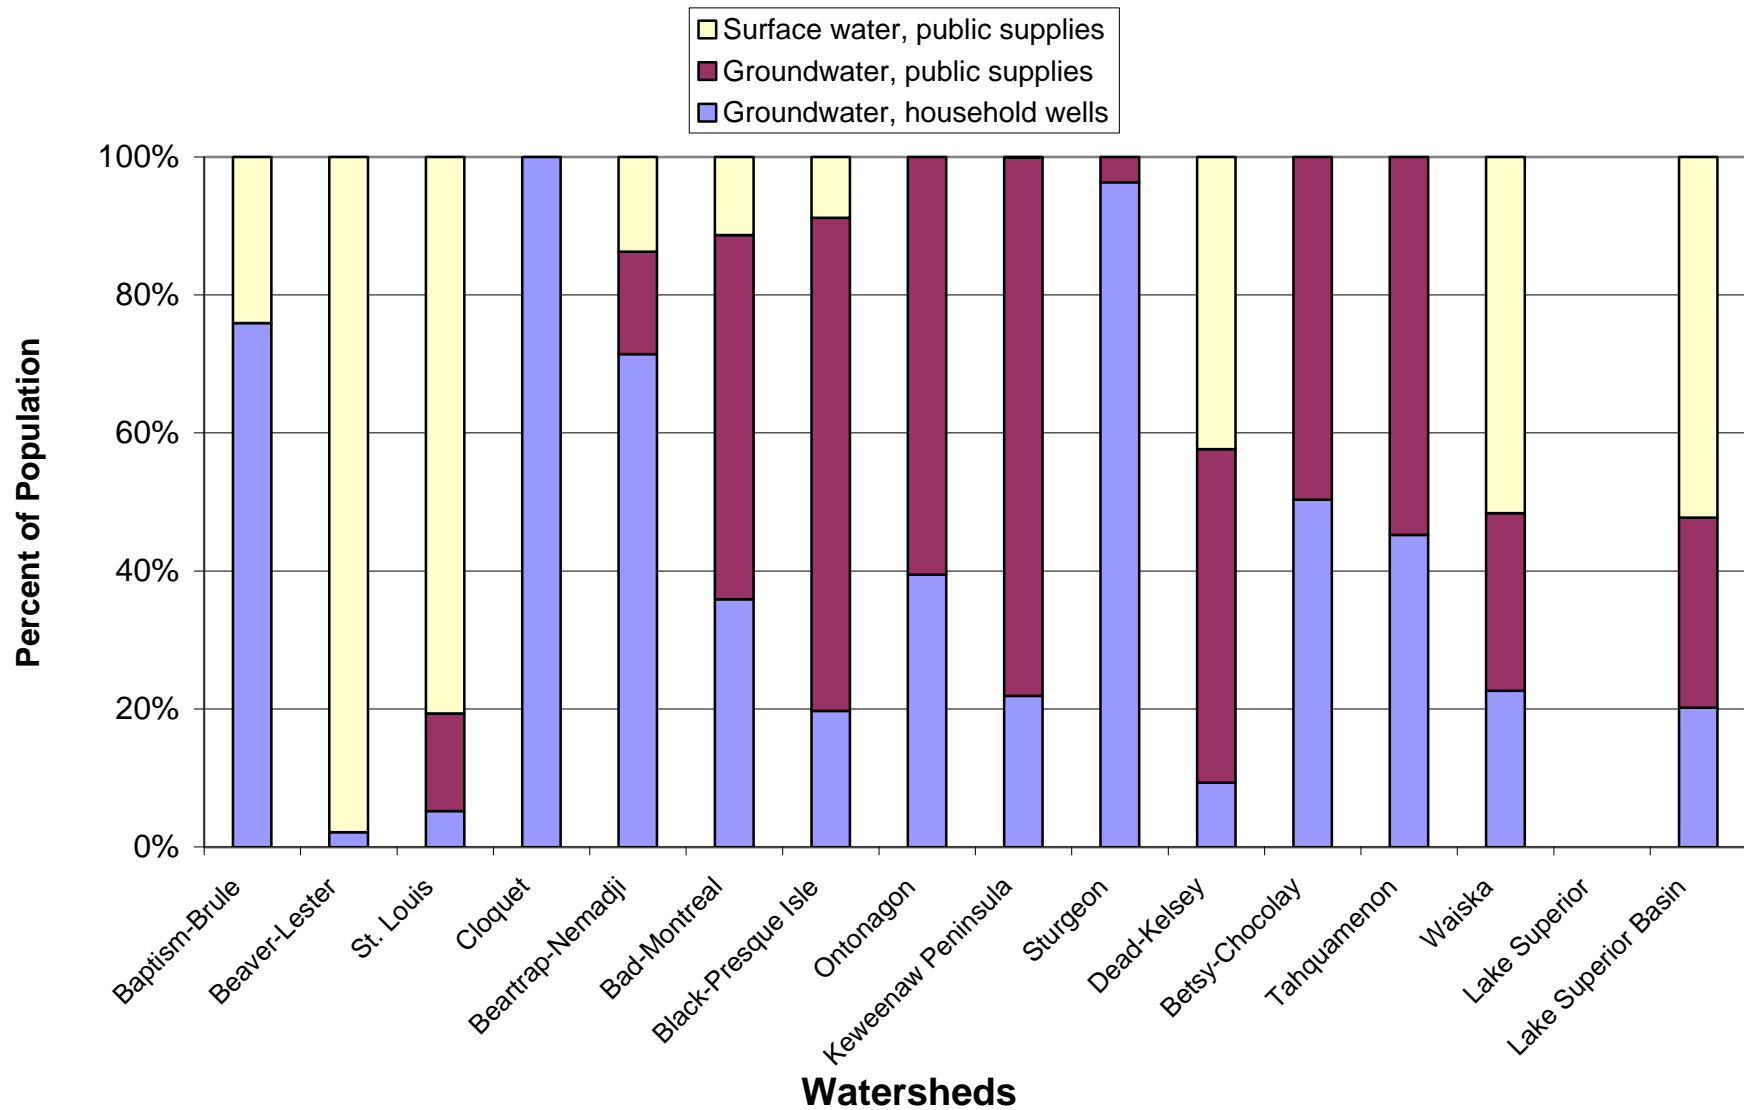 Surface water, public supplies
Groundwater, public supplies
Groundwater, household wells
100%
80%
60%
40%
20%
0%
Percent of Population
Baptism-Brule
Beaver-Lester
St. Louis
Cloquet
Beartrap-Nemadji
Bad-Montreal
Black-Presque Isle
Ontonagon
Keweenaw Peninsula
Sturgeon
Dead-Kelsey
Betsy-Chocolay
Tahquamenon
Waiska
Lake Superior
Lake Superior Basin
Watersheds